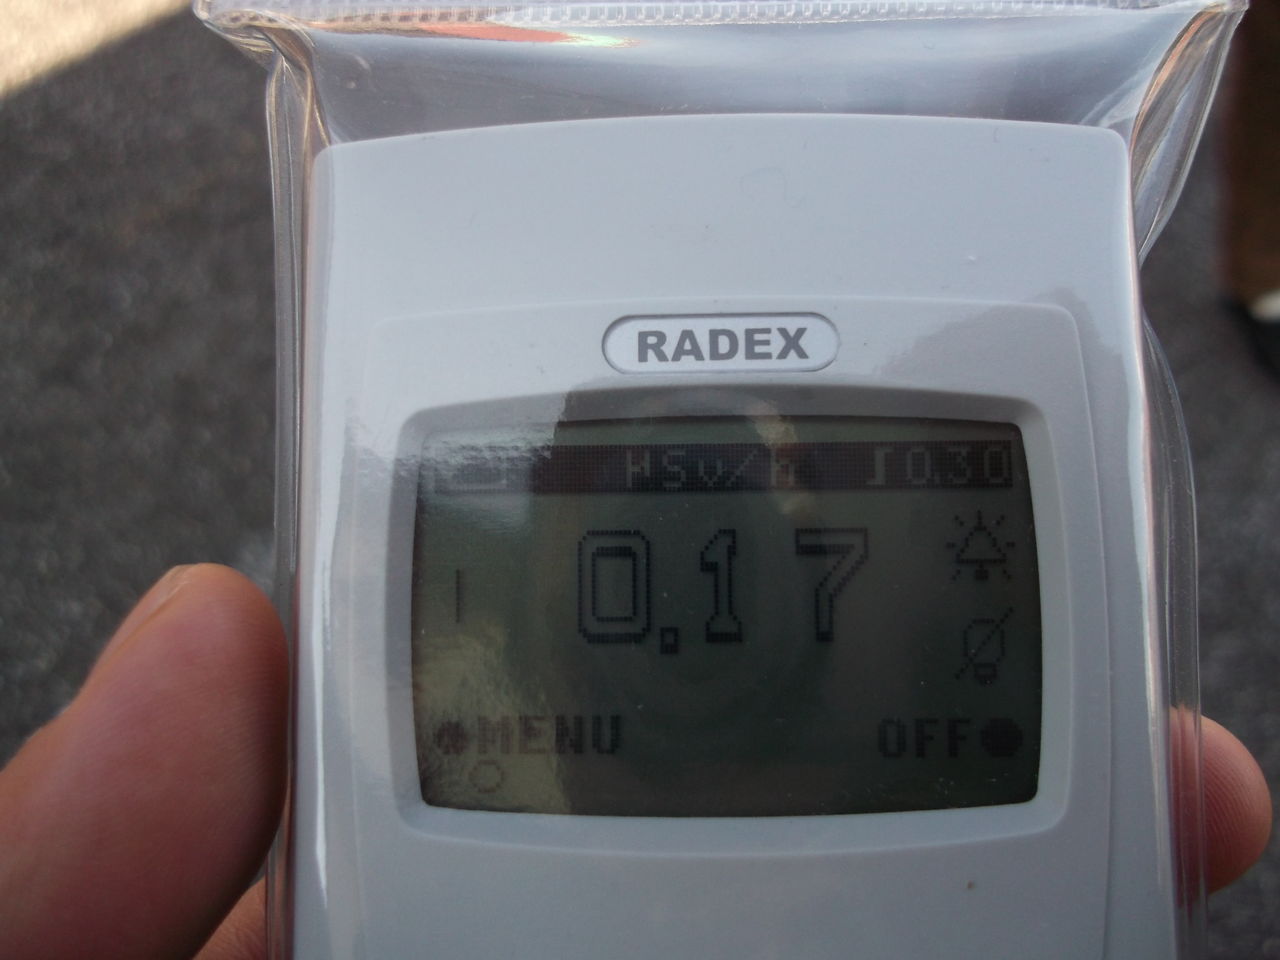 RADEX
µSv/h ∫0.30
0.17
MENU OFF